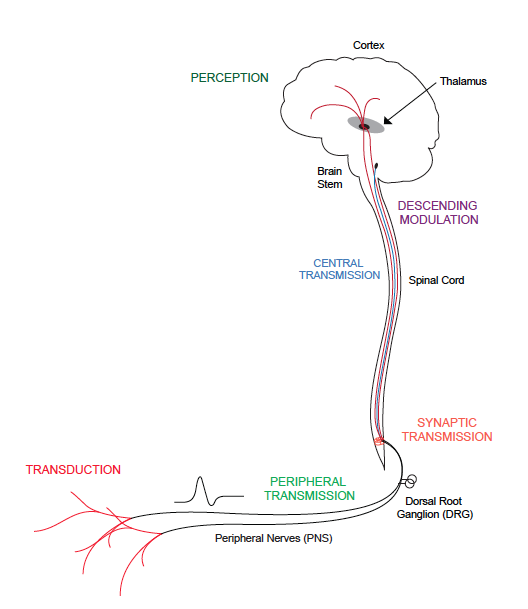 Cortex
PERCEPTION
Thalamus
Brain
Stem
DESCENDING
MODULATION
CENTRAL
TRANSMISSION
Spinal Cord
SYNAPTIC
TRANSMISSION
TRANSDUCTION
PERIPHERAL
TRANSMISSION
Dorsal Root
Ganglion (DRG)
Peripheral Nerves (PNS)